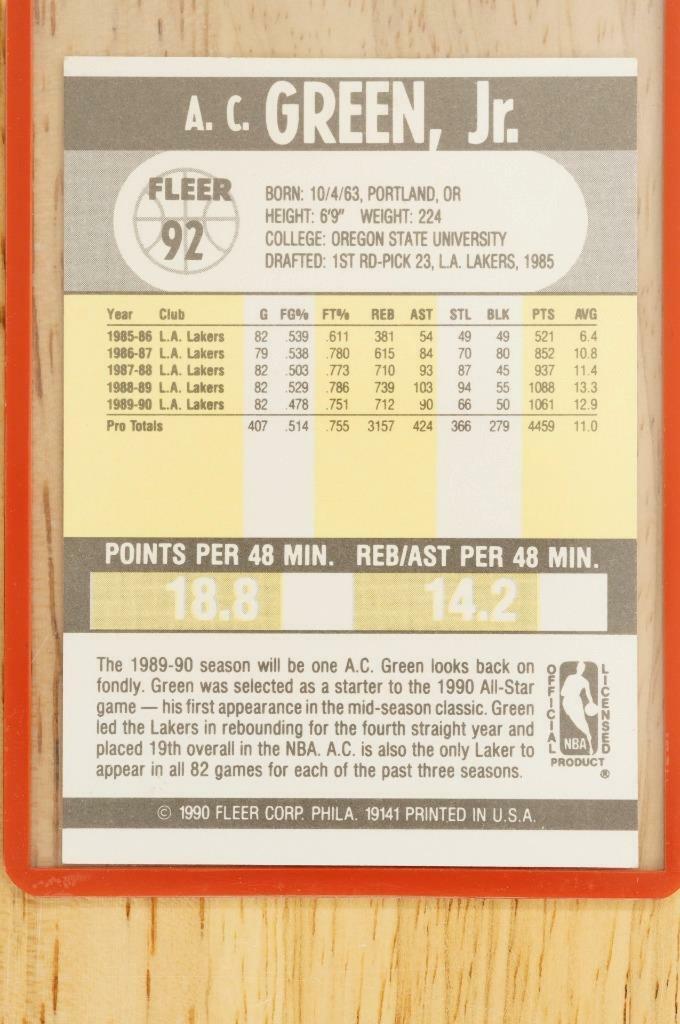 A. C. GREEN, Jr.
FLEER
92
BORN: 10/4/63, PORTLAND, OR
HEIGHT: 6'9" WEIGHT: 224
COLLEGE: OREGON STATE UNIVERSITY
DRAFTED: 1ST RD-PICK 23, L.A. LAKERS, 1985
Year Club G FG% FT% REB AST STL BLK PTS AVG
1985-86 L.A. Lakers 82 .539 .611 381 54 49 49 521 6.4
1986-87 L.A. Lakers 79 .538 .780 615 84 70 80 852 10.8
1987-88 L.A. Lakers 82 .503 .773 710 93 87 45 937 11.4
1988-89 L.A. Lakers 82 .529 .786 739 103 94 55 1088 13.3
1989-90 L.A. Lakers 82 .478 .751 712 90 66 50 1061 12.9
Pro Totals 407 .514 .755 3157 424 366 279 4459 11.0
POINTS PER 48 MIN. REB/AST PER 48 MIN.
18.8 14.2
The 1989-90 season will be one A.C. Green looks back on
fondly. Green was selected as a starter to the 1990 All-Star
game — his first appearance in the mid-season classic. Green
led the Lakers in rebounding for the fourth straight year and
placed 19th overall in the NBA. A.C. is also the only Laker to
appear in all 82 games for each of the past three seasons.
OFFICIAL
LICENSED
NBA
PRODUCT
®
© 1990 FLEER CORP. PHILA. 19141 PRINTED IN U.S.A.